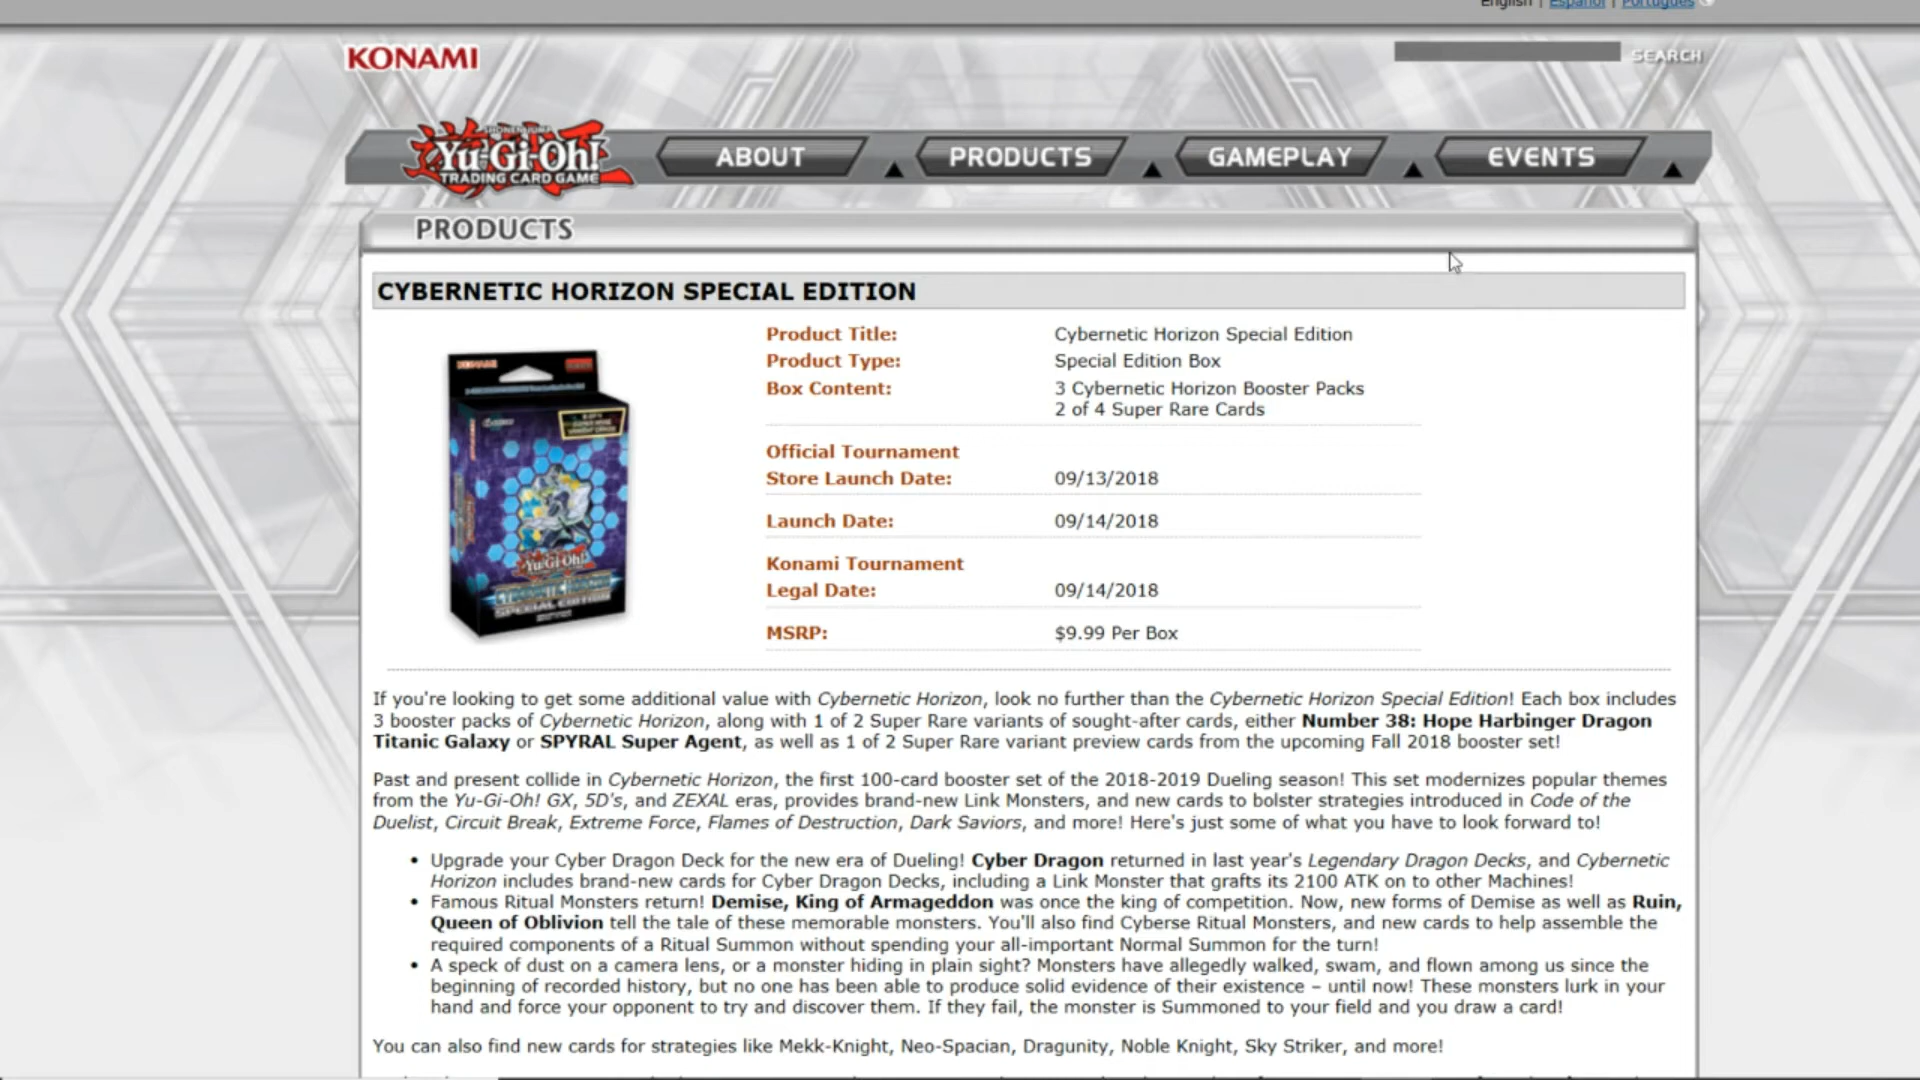 English | Español | Português
KONAMI
SEARCH
SHONEN JUMP
Yu-Gi-Oh!
TRADING CARD GAME
ABOUT
PRODUCTS
GAMEPLAY
EVENTS
PRODUCTS
CYBERNETIC HORIZON SPECIAL EDITION
Product Title: Cybernetic Horizon Special Edition
Product Type: Special Edition Box
Box Content: 3 Cybernetic Horizon Booster Packs
2 of 4 Super Rare Cards
Official Tournament
Store Launch Date: 09/13/2018
Launch Date: 09/14/2018
Konami Tournament
Legal Date: 09/14/2018
MSRP: $9.99 Per Box
KONAMI
Yu-Gi-Oh!
CYBERNETIC HORIZON
SPECIAL EDITION
If you're looking to get some additional value with Cybernetic Horizon, look no further than the Cybernetic Horizon Special Edition! Each box includes
3 booster packs of Cybernetic Horizon, along with 1 of 2 Super Rare variants of sought-after cards, either Number 38: Hope Harbinger Dragon
Titanic Galaxy or SPYRAL Super Agent, as well as 1 of 2 Super Rare variant preview cards from the upcoming Fall 2018 booster set!
Past and present collide in Cybernetic Horizon, the first 100-card booster set of the 2018-2019 Dueling season! This set modernizes popular themes
from the Yu-Gi-Oh! GX, 5D's, and ZEXAL eras, provides brand-new Link Monsters, and new cards to bolster strategies introduced in Code of the
Duelist, Circuit Break, Extreme Force, Flames of Destruction, Dark Saviors, and more! Here's just some of what you have to look forward to!
• Upgrade your Cyber Dragon Deck for the new era of Dueling! Cyber Dragon returned in last year's Legendary Dragon Decks, and Cybernetic
Horizon includes brand-new cards for Cyber Dragon Decks, including a Link Monster that grafts its 2100 ATK on to other Machines!
• Famous Ritual Monsters return! Demise, King of Armageddon was once the king of competition. Now, new forms of Demise as well as Ruin,
Queen of Oblivion tell the tale of these memorable monsters. You'll also find Cyberse Ritual Monsters, and new cards to help assemble the
required components of a Ritual Summon without spending your all-important Normal Summon for the turn!
• A speck of dust on a camera lens, or a monster hiding in plain sight? Monsters have allegedly walked, swam, and flown among us since the
beginning of recorded history, but no one has been able to produce solid evidence of their existence – until now! These monsters lurk in your
hand and force your opponent to try and discover them. If they fail, the monster is Summoned to your field and you draw a card!
You can also find new cards for strategies like Mekk-Knight, Neo-Spacian, Dragunity, Noble Knight, Sky Striker, and more!